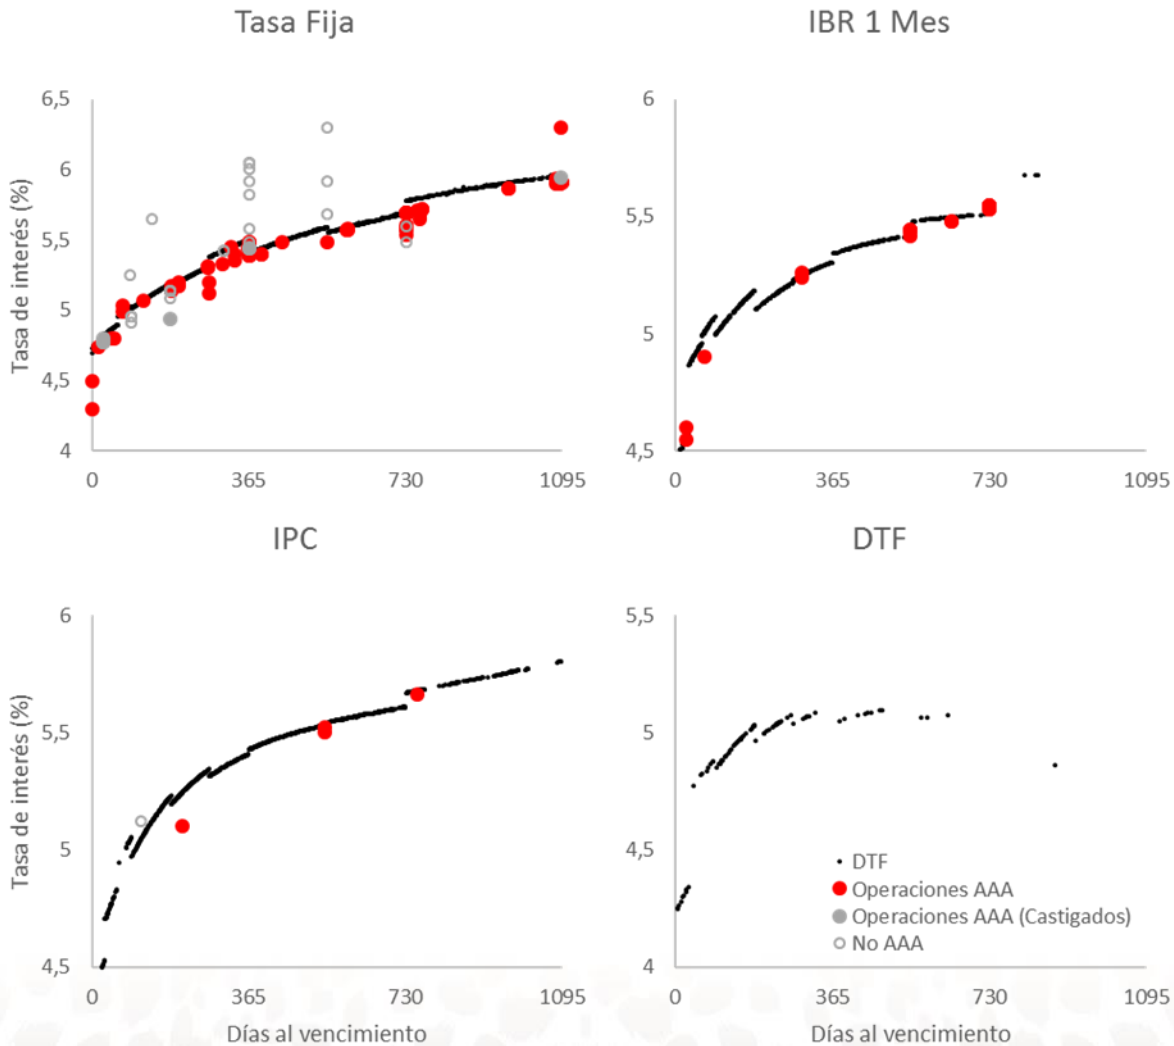 Tasa Fija
IBR 1 Mes
Tasa de interés (%)
6,5
6
5,5
5
4,5
4
0
365
730
1095
6
5,5
5
4,5
0
365
730
1095
IPC
DTF
Tasa de interés (%)
6
5,5
5
4,5
0
365
730
1095
Días al vencimiento
5,5
5
4,5
4
DTF
Operaciones AAA
Operaciones AAA (Castigados)
No AAA
0
365
730
1095
Días al vencimiento